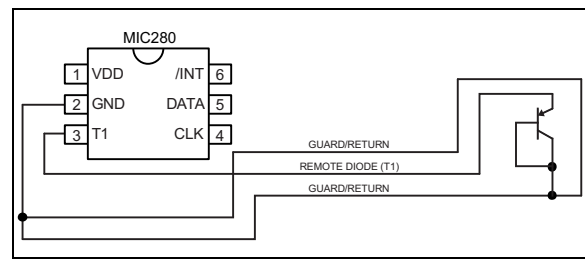 MIC280
1 VDD /INT 6
2 GND DATA 5
3 T1 CLK 4
GUARD/RETURN
REMOTE DIODE (T1)
GUARD/RETURN